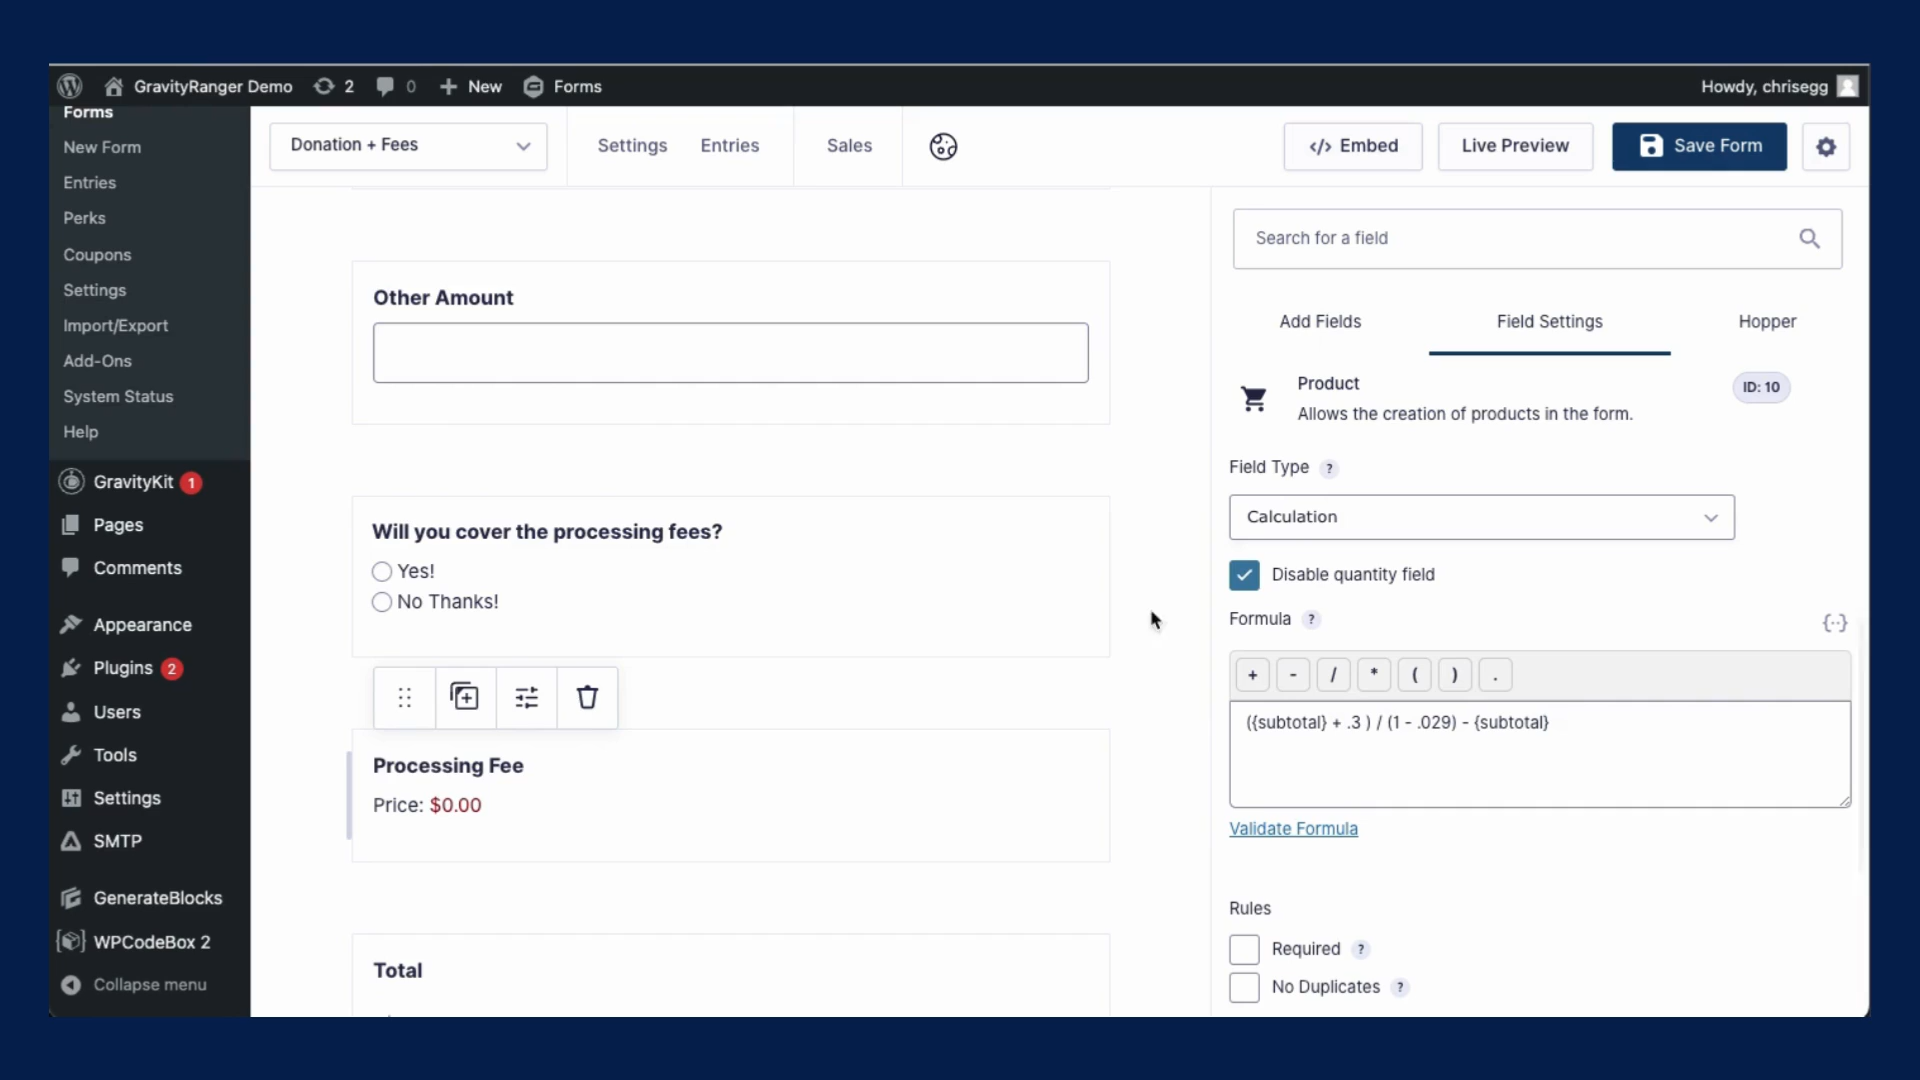 GravityRanger Demo 2 0 + New Forms Howdy, chrisegg
Forms
New Form
Entries
Perks
Coupons
Settings
Import/Export
Add-Ons
System Status
Help
GravityKit 1
Pages
Comments
Appearance
Plugins 2
Users
Tools
Settings
SMTP
GenerateBlocks
WPCodeBox 2
Collapse menu
Donation + Fees
Settings
Entries
Sales
</> Embed
Live Preview
Save Form
Other Amount
Will you cover the processing fees?
Yes!
No Thanks!
Processing Fee
Price: $0.00
Total
Search for a field
Add Fields
Field Settings
Hopper
Product
ID: 10
Allows the creation of products in the form.
Field Type ?
Calculation
Disable quantity field
Formula ? {··}
+ - / * ( ) .
({subtotal} + .3 ) / (1 - .029) - {subtotal}
Validate Formula
Rules
Required ?
No Duplicates ?